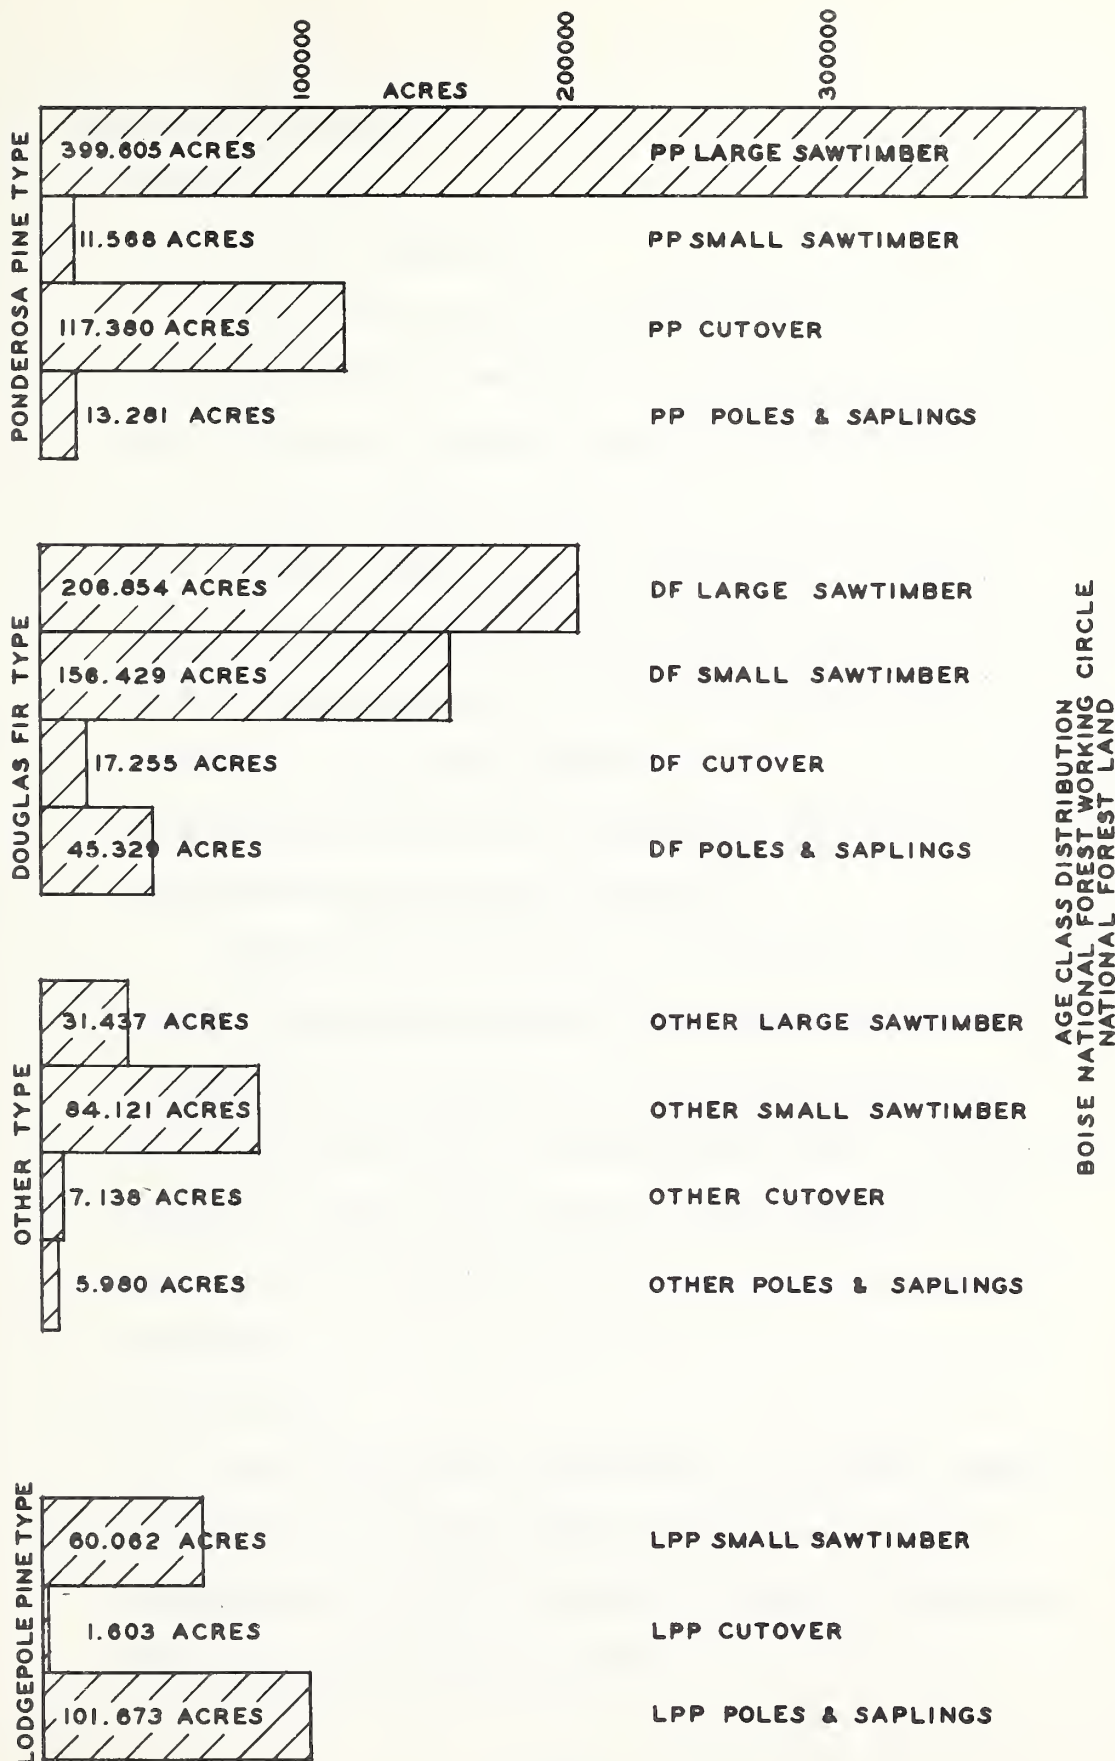 100000
200000
300000
ACRES
PONDEROSA PINE TYPE
399.605 ACRES PP LARGE SAWTIMBER
11.568 ACRES PP SMALL SAWTIMBER
117.380 ACRES PP CUTOVER
13.281 ACRES PP POLES & SAPLINGS
DOUGLAS FIR TYPE
206.854 ACRES DF LARGE SAWTIMBER
156.429 ACRES DF SMALL SAWTIMBER
17.255 ACRES DF CUTOVER
45.329 ACRES DF POLES & SAPLINGS
OTHER TYPE
31.437 ACRES OTHER LARGE SAWTIMBER
84.121 ACRES OTHER SMALL SAWTIMBER
7.138 ACRES OTHER CUTOVER
5.980 ACRES OTHER POLES & SAPLINGS
LODGEPOLE PINE TYPE
60.062 ACRES LPP SMALL SAWTIMBER
1.603 ACRES LPP CUTOVER
101.673 ACRES LPP POLES & SAPLINGS
AGE CLASS DISTRIBUTION
BOISE NATIONAL FOREST WORKING CIRCLE
NATIONAL FOREST LAND